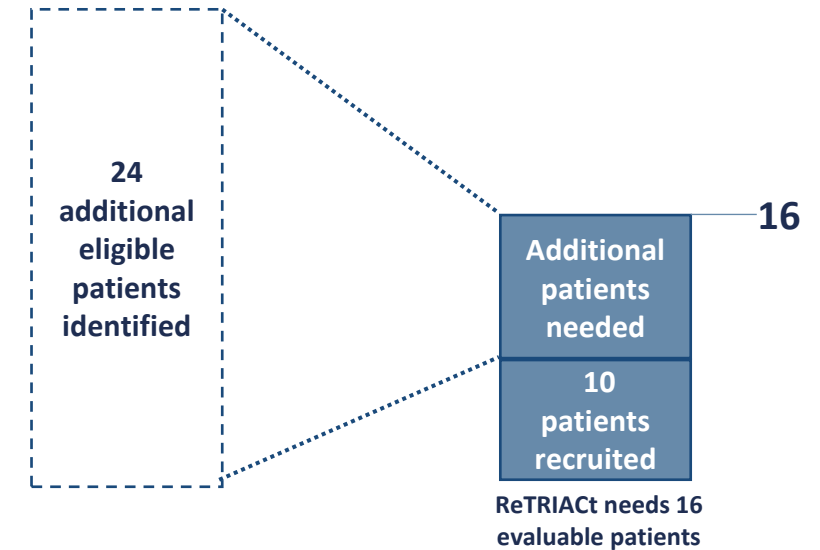 24
additional
eligible
patients
identified
16
Additional
patients
needed
10
patients
recruited
ReTRIACt needs 16
evaluable patients